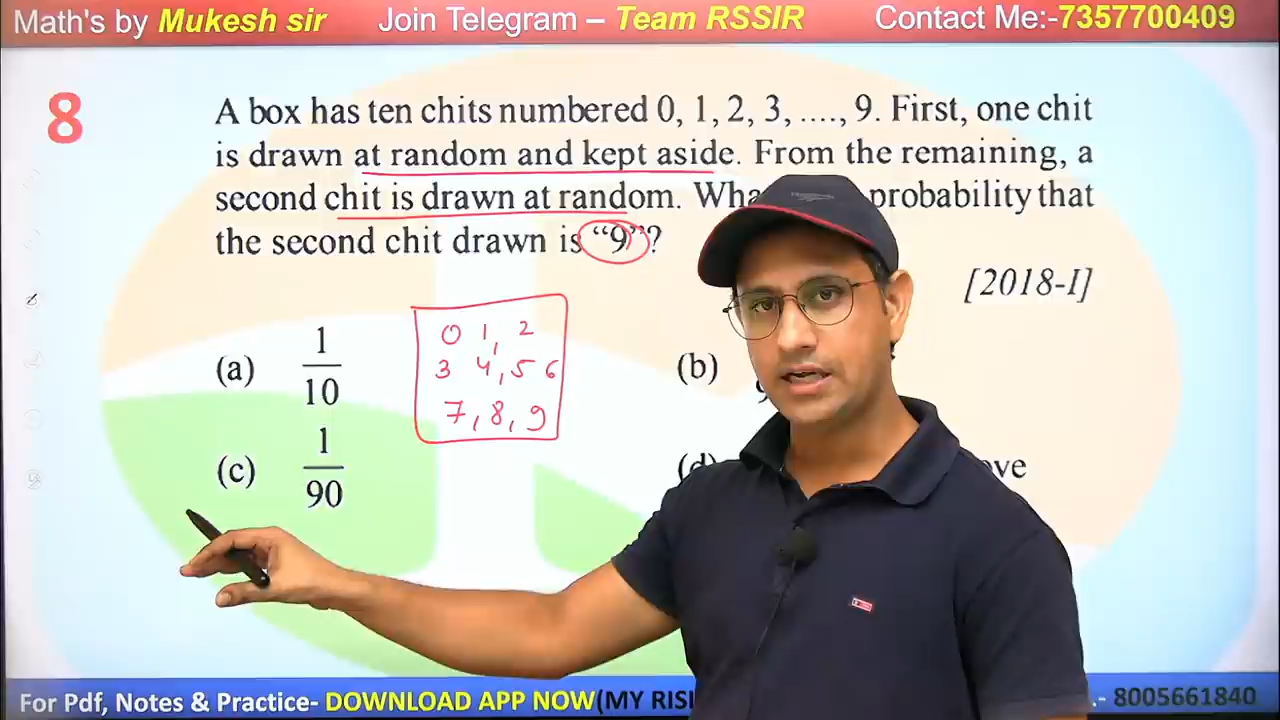 Math's by Mukesh sir Join Telegram – Team RSSIR Contact Me:-7357700409
8
A box has ten chits numbered 0, 1, 2, 3, ...., 9. First, one chit
is drawn at random and kept aside. From the remaining, a
second chit is drawn at random. probability that
the second chit drawn is “9”?
[2018-I]
(a) 1/10
0 1, 2
3 4, 5 6
7, 8, 9
(b)
(c) 1/90
(d)
For Pdf, Notes & Practice- DOWNLOAD APP NOW(MY .- 8005661840